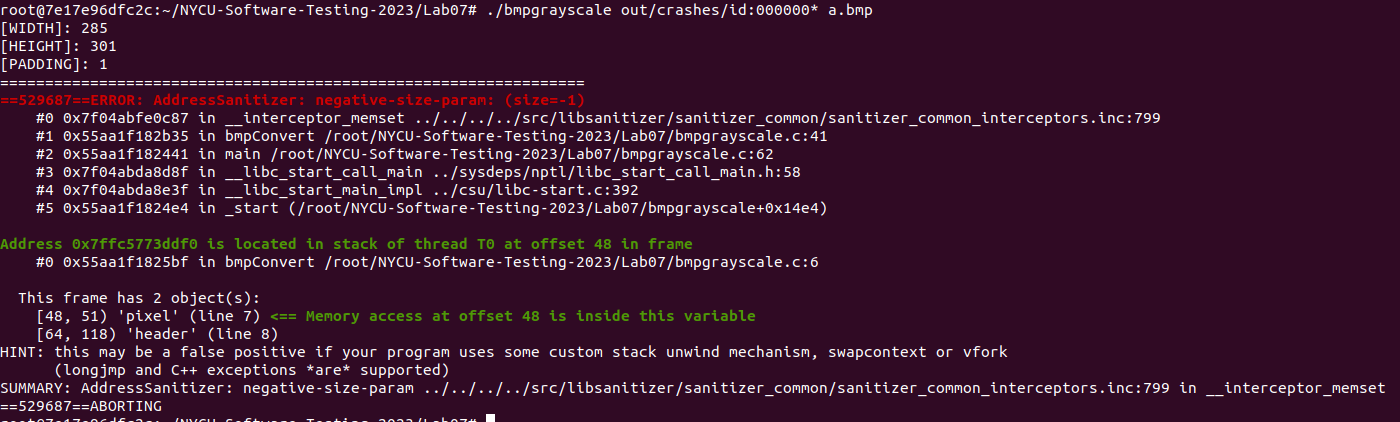 root@7e17e96dfc2c:~/NYCU-Software-Testing-2023/Lab07# ./bmpgrayscale out/crashes/id:000000* a.bmp
[WIDTH]: 285
[HEIGHT]: 301
[PADDING]: 1
=================================================================
==529687==ERROR: AddressSanitizer: negative-size-param: (size=-1)
    #0 0x7f04abfe0c87 in __interceptor_memset ../../../../src/libsanitizer/sanitizer_common/sanitizer_common_interceptors.inc:799
    #1 0x55aa1f182b35 in bmpConvert /root/NYCU-Software-Testing-2023/Lab07/bmpgrayscale.c:41
    #2 0x55aa1f182441 in main /root/NYCU-Software-Testing-2023/Lab07/bmpgrayscale.c:62
    #3 0x7f04abda8d8f in __libc_start_call_main ../sysdeps/nptl/libc_start_call_main.h:58
    #4 0x7f04abda8e3f in __libc_start_main_impl ../csu/libc-start.c:392
    #5 0x55aa1f1824e4 in _start (/root/NYCU-Software-Testing-2023/Lab07/bmpgrayscale+0x14e4)

Address 0x7ffc5773ddf0 is located in stack of thread T0 at offset 48 in frame
    #0 0x55aa1f1825bf in bmpConvert /root/NYCU-Software-Testing-2023/Lab07/bmpgrayscale.c:6

  This frame has 2 object(s):
    [48, 51) 'pixel' (line 7) <== Memory access at offset 48 is inside this variable
    [64, 118) 'header' (line 8)
HINT: this may be a false positive if your program uses some custom stack unwind mechanism, swapcontext or vfork
      (longjmp and C++ exceptions *are* supported)
SUMMARY: AddressSanitizer: negative-size-param ../../../../src/libsanitizer/sanitizer_common/sanitizer_common_interceptors.inc:799 in __interceptor_memset
==529687==ABORTING
root@7e17e96dfc2c:~/NYCU-Software-Testing-2023/Lab07#